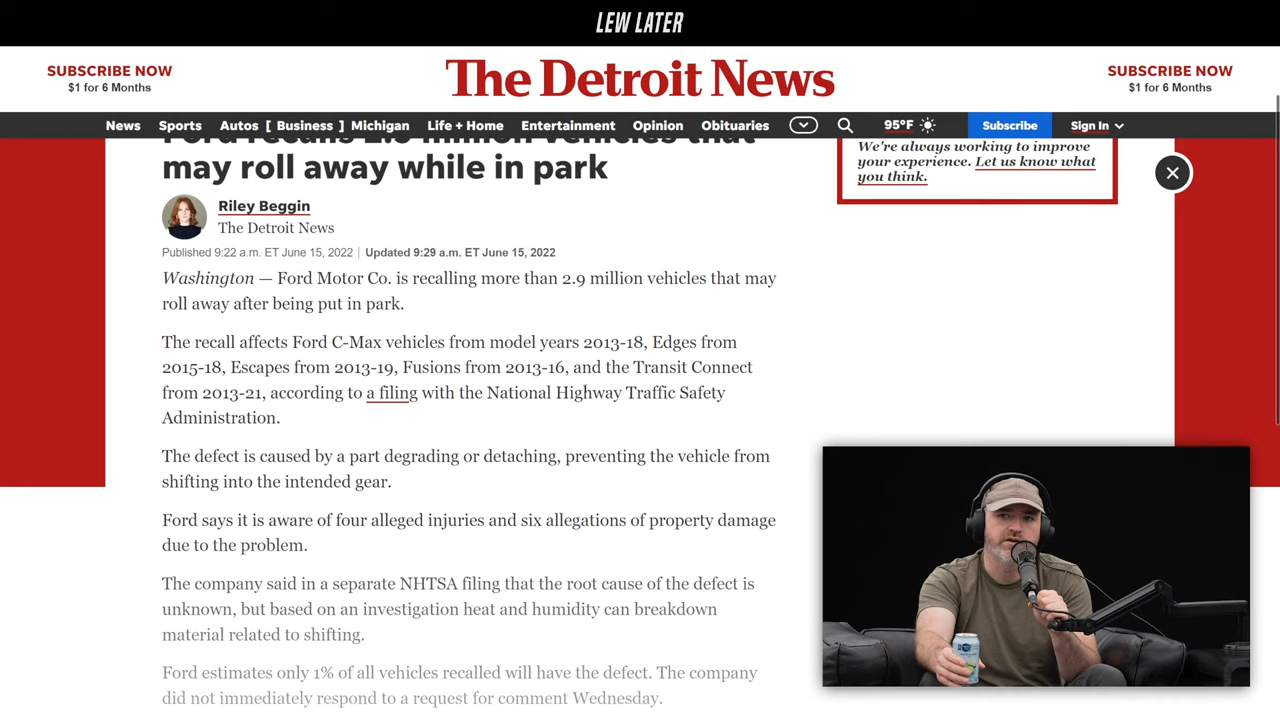 LEW LATER
SUBSCRIBE NOW
$1 for 6 Months
The Detroit News
SUBSCRIBE NOW
$1 for 6 Months
News Sports Autos [ Business ] Michigan Life + Home Entertainment Opinion Obituaries 95°F Subscribe Sign In
may roll away while in park
We're always working to improve
your experience. Let us know what
you think.
Riley Beggin
The Detroit News
Published 9:22 a.m. ET June 15, 2022 | Updated 9:29 a.m. ET June 15, 2022
Washington — Ford Motor Co. is recalling more than 2.9 million vehicles that may
roll away after being put in park.
The recall affects Ford C-Max vehicles from model years 2013-18, Edges from
2015-18, Escapes from 2013-19, Fusions from 2013-16, and the Transit Connect
from 2013-21, according to a filing with the National Highway Traffic Safety
Administration.
The defect is caused by a part degrading or detaching, preventing the vehicle from
shifting into the intended gear.
Ford says it is aware of four alleged injuries and six allegations of property damage
due to the problem.
The company said in a separate NHTSA filing that the root cause of the defect is
unknown, but based on an investigation heat and humidity can breakdown
material related to shifting.
Ford estimates only 1% of all vehicles recalled will have the defect. The company
did not immediately respond to a request for comment Wednesday.